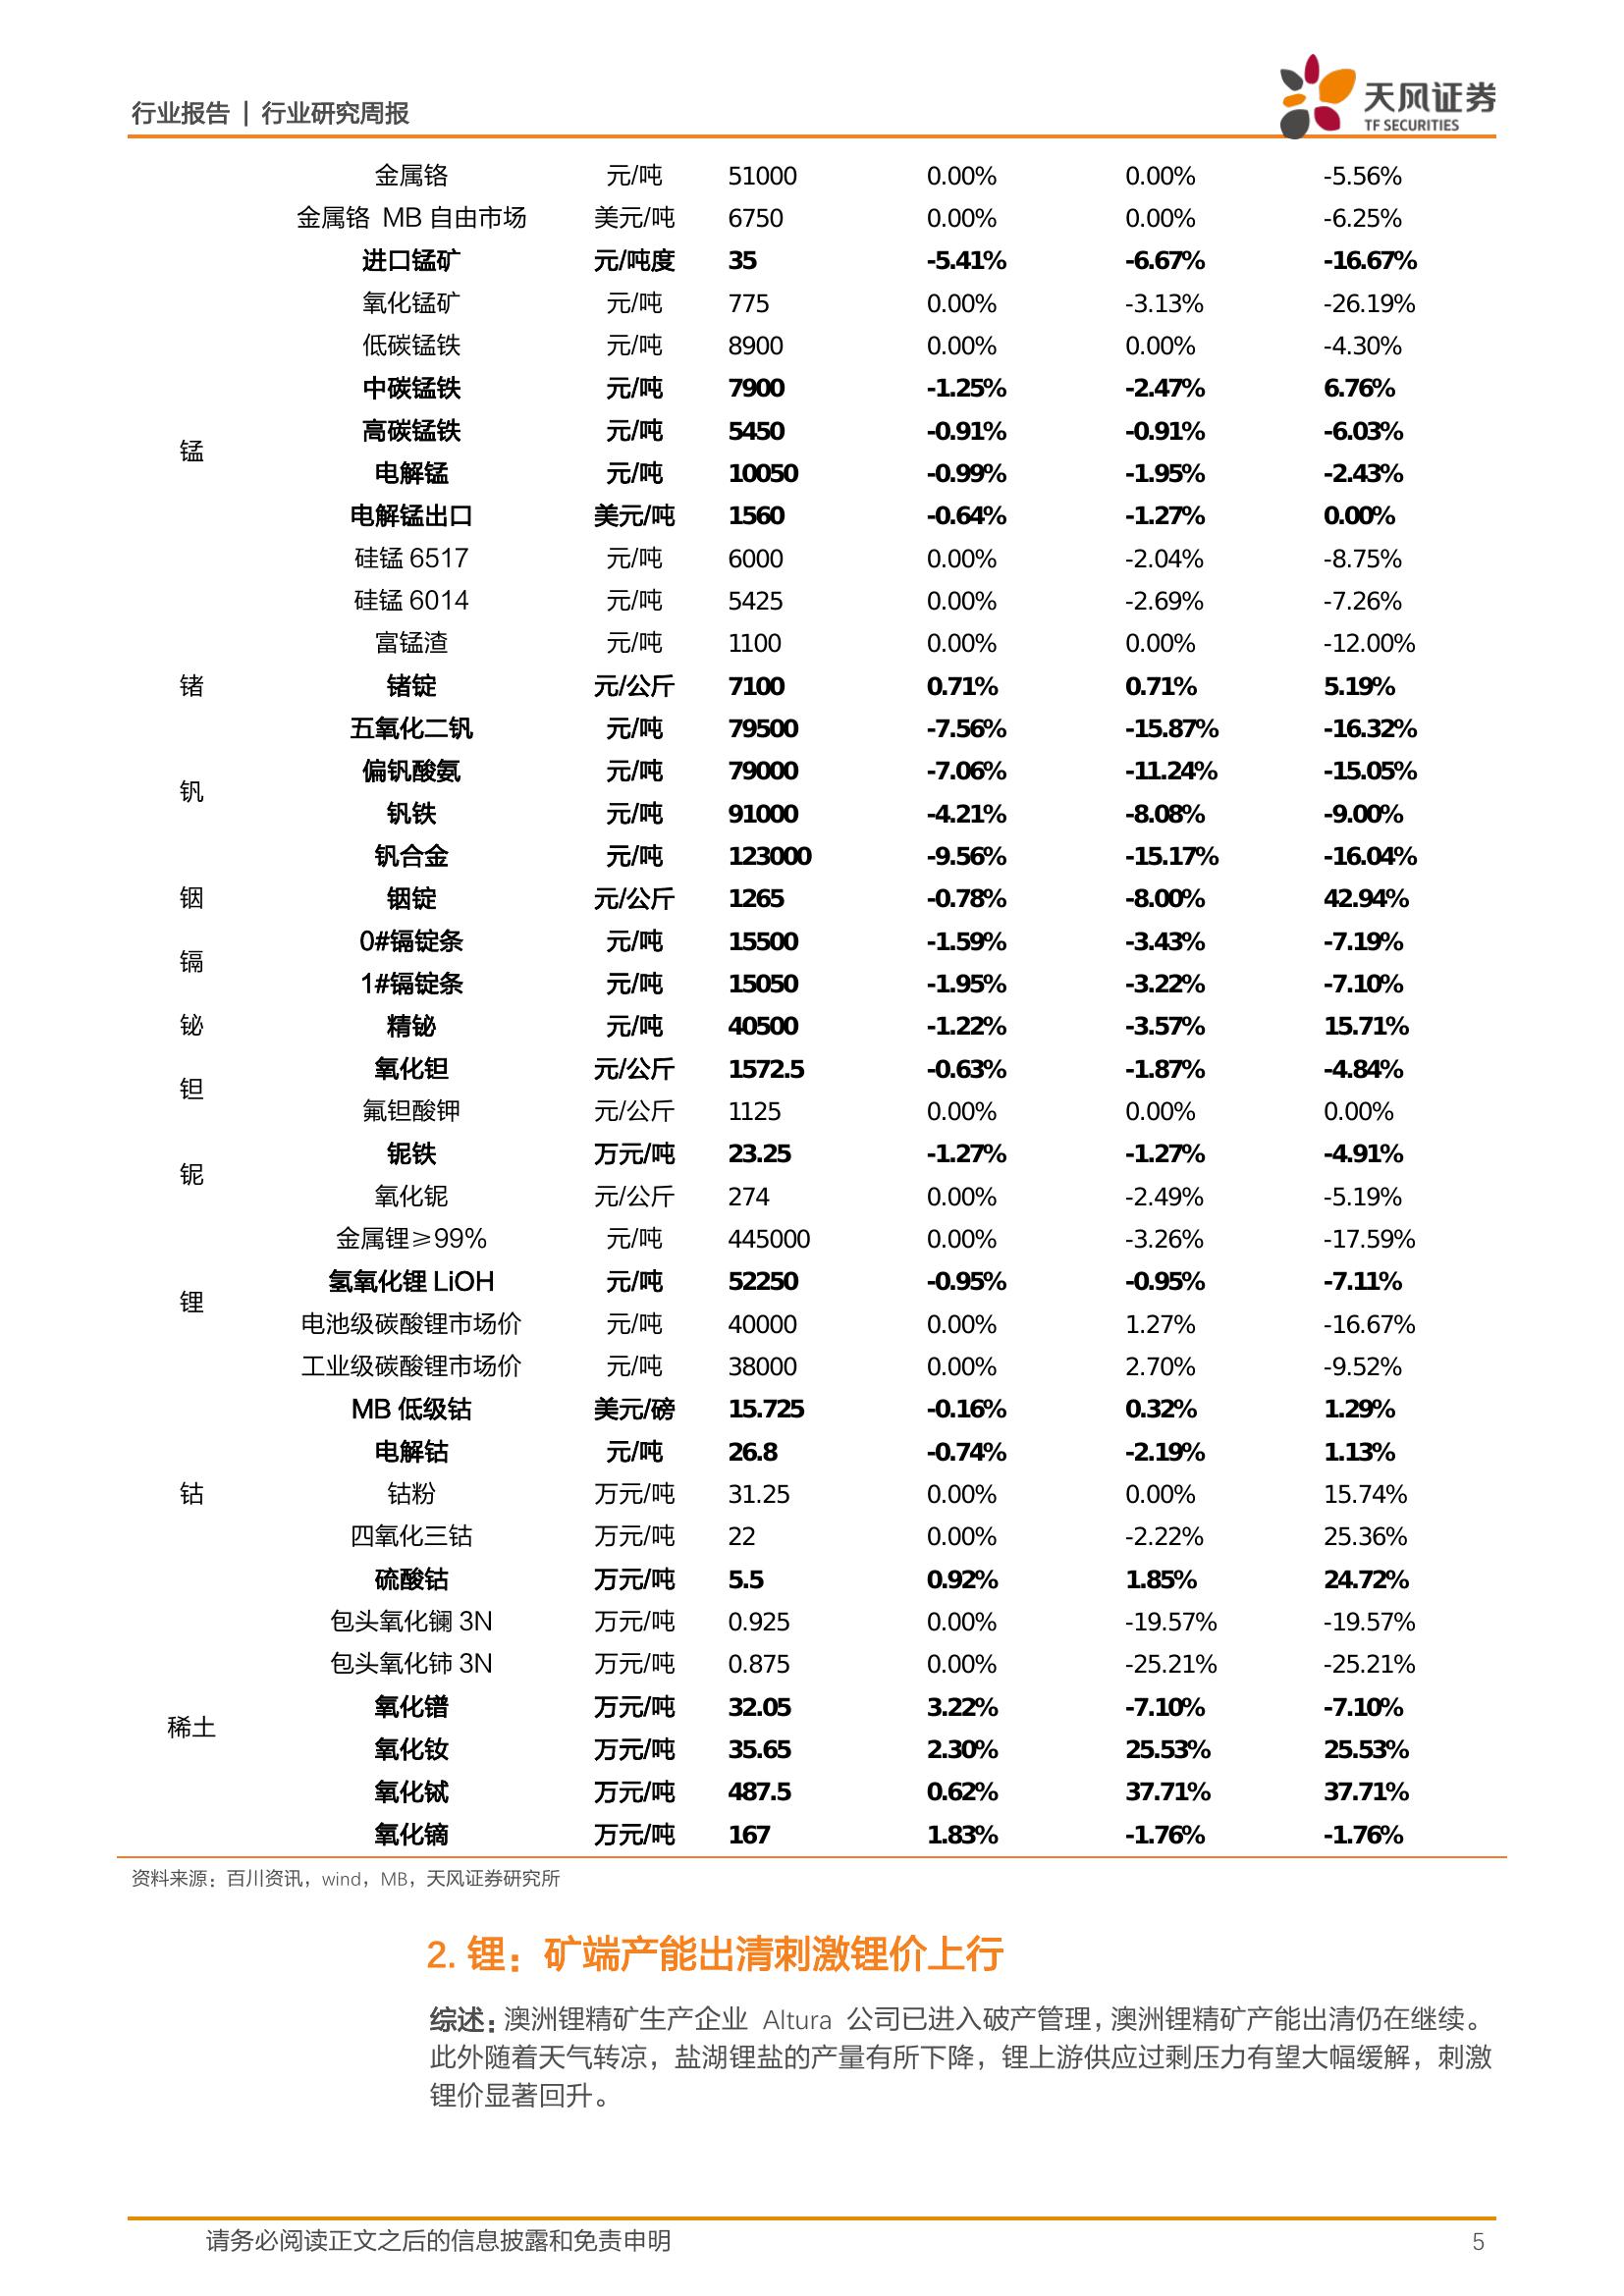 行业报告 | 行业研究周报
天风证券
TF SECURITIES
金属铬 元/吨 51000 0.00% 0.00% -5.56%
金属铬 MB 自由市场 美元/吨 6750 0.00% 0.00% -6.25%
进口锰矿 元/吨度 35 -5.41% -6.67% -16.67%
氧化锰矿 元/吨 775 0.00% -3.13% -26.19%
低碳锰铁 元/吨 8900 0.00% 0.00% -4.30%
中碳锰铁 元/吨 7900 -1.25% -2.47% 6.76%
高碳锰铁 元/吨 5450 -0.91% -0.91% -6.03%
锰
电解锰 元/吨 10050 -0.99% -1.95% -2.43%
电解锰出口 美元/吨 1560 -0.64% -1.27% 0.00%
硅锰 6517 元/吨 6000 0.00% -2.04% -8.75%
硅锰 6014 元/吨 5425 0.00% -2.69% -7.26%
富锰渣 元/吨 1100 0.00% 0.00% -12.00%
锗 锗锭 元/公斤 7100 0.71% 0.71% 5.19%
五氧化二钒 元/吨 79500 -7.56% -15.87% -16.32%
偏钒酸氨 元/吨 79000 -7.06% -11.24% -15.05%
钒
钒铁 元/吨 91000 -4.21% -8.08% -9.00%
钒合金 元/吨 123000 -9.56% -15.17% -16.04%
铟 铟锭 元/公斤 1265 -0.78% -8.00% 42.94%
0#镉锭条 元/吨 15500 -1.59% -3.43% -7.19%
镉
1#镉锭条 元/吨 15050 -1.95% -3.22% -7.10%
铋 精铋 元/吨 40500 -1.22% -3.57% 15.71%
氧化钽 元/公斤 1572.5 -0.63% -1.87% -4.84%
钽
氟钽酸钾 元/公斤 1125 0.00% 0.00% 0.00%
铌铁 万元/吨 23.25 -1.27% -1.27% -4.91%
铌
氧化铌 元/公斤 274 0.00% -2.49% -5.19%
金属锂≥99% 元/吨 445000 0.00% -3.26% -17.59%
氢氧化锂 LiOH 元/吨 52250 -0.95% -0.95% -7.11%
锂
电池级碳酸锂市场价 元/吨 40000 0.00% 1.27% -16.67%
工业级碳酸锂市场价 元/吨 38000 0.00% 2.70% -9.52%
MB 低级钴 美元/磅 15.725 -0.16% 0.32% 1.29%
电解钴 元/吨 26.8 -0.74% -2.19% 1.13%
钴 钴粉 万元/吨 31.25 0.00% 0.00% 15.74%
四氧化三钴 万元/吨 22 0.00% -2.22% 25.36%
硫酸钴 万元/吨 5.5 0.92% 1.85% 24.72%
包头氧化镧 3N 万元/吨 0.925 0.00% -19.57% -19.57%
包头氧化铈 3N 万元/吨 0.875 0.00% -25.21% -25.21%
氧化镨 万元/吨 32.05 3.22% -7.10% -7.10%
稀土
氧化钕 万元/吨 35.65 2.30% 25.53% 25.53%
氧化铽 万元/吨 487.5 0.62% 37.71% 37.71%
氧化镝 万元/吨 167 1.83% -1.76% -1.76%
资料来源：百川资讯，wind，MB，天风证券研究所
2. 锂：矿端产能出清刺激锂价上行
综述：澳洲锂精矿生产企业 Altura 公司已进入破产管理，澳洲锂精矿产能出清仍在继续。
此外随着天气转凉，盐湖锂盐的产量有所下降，锂上游供应过剩压力有望大幅缓解，刺激
锂价显著回升。
请务必阅读正文之后的信息披露和免责申明 5